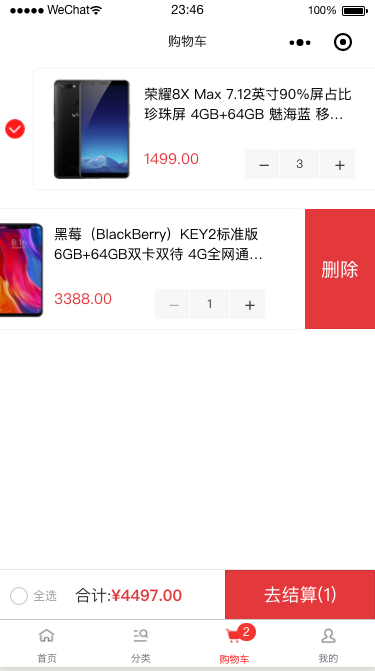 WeChat 23:46 100%
购物车
荣耀8X Max 7.12英寸90%屏占比
珍珠屏 4GB+64GB 魅海蓝 移...
1499.00 − 3 +
黑莓（BlackBerry）KEY2标准版
6GB+64GB双卡双待 4G全网通...
3388.00 − 1 +
删除
全选 合计:¥4497.00 去结算(1)
2
首页 分类 购物车 我的